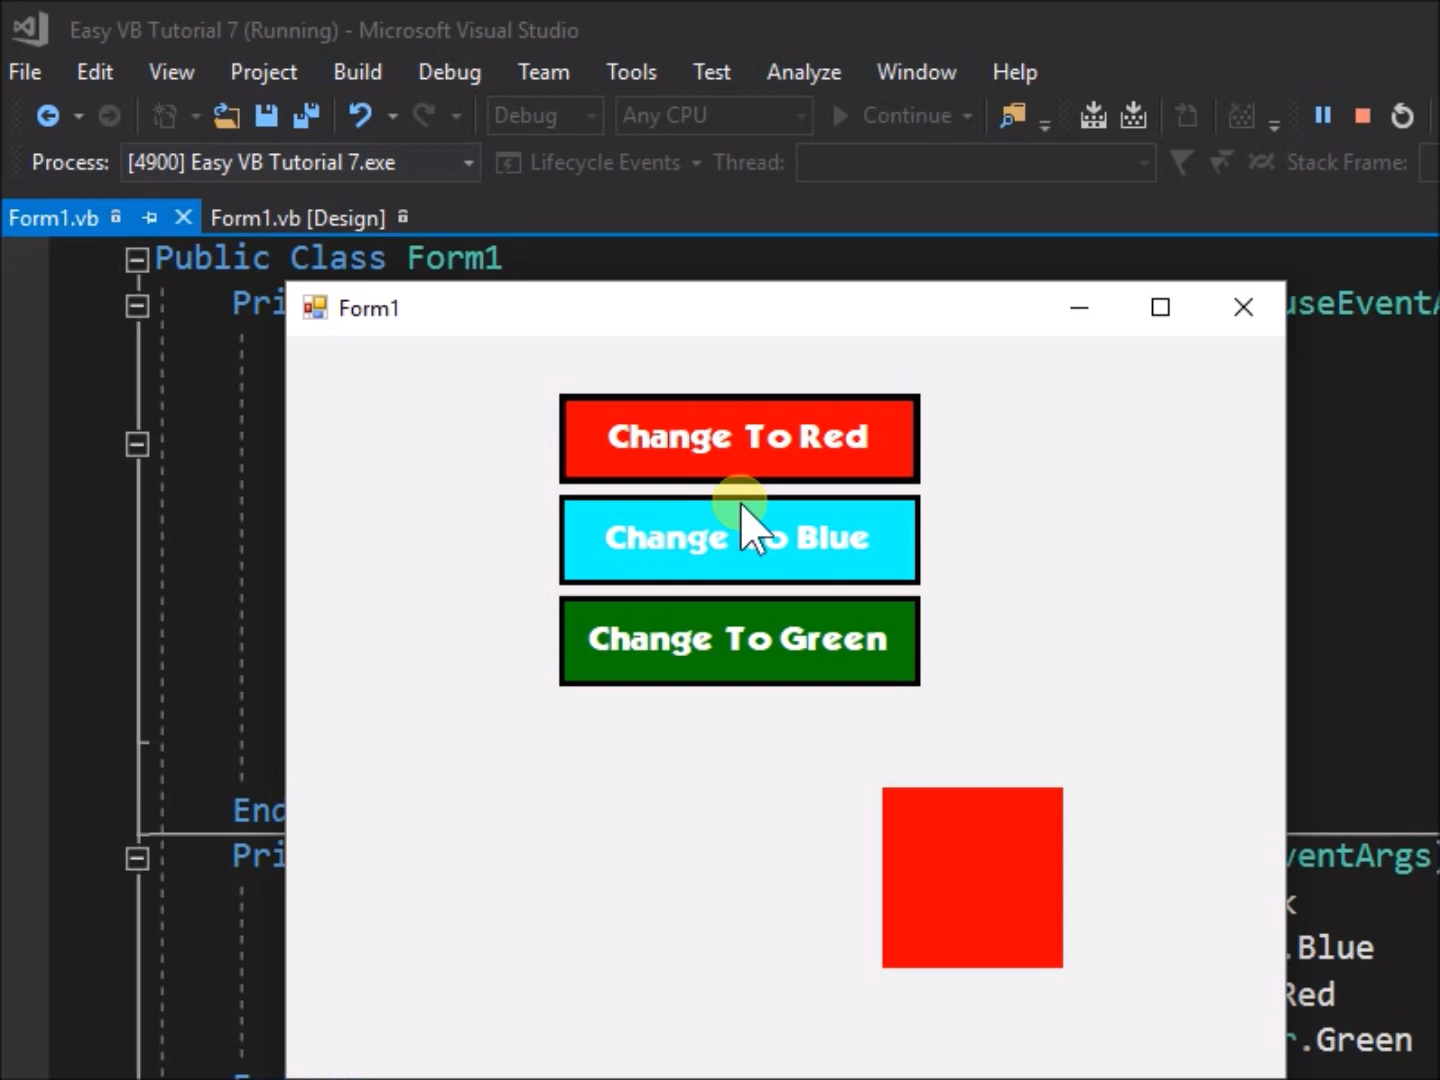 Easy VB Tutorial 7 (Running) - Microsoft Visual Studio
File Edit View Project Build Debug Team Tools Test Analyze Window Help
Debug Any CPU Continue
Process: [4900] Easy VB Tutorial 7.exe Lifecycle Events Thread: Stack Frame:
Form1.vb Form1.vb [Design]
Public Class Form1
Pri useEventA
Form1
Change To Red
Change To Blue
Change To Green
End
Pri ventArgs)
k
.Blue
Red
r.Green